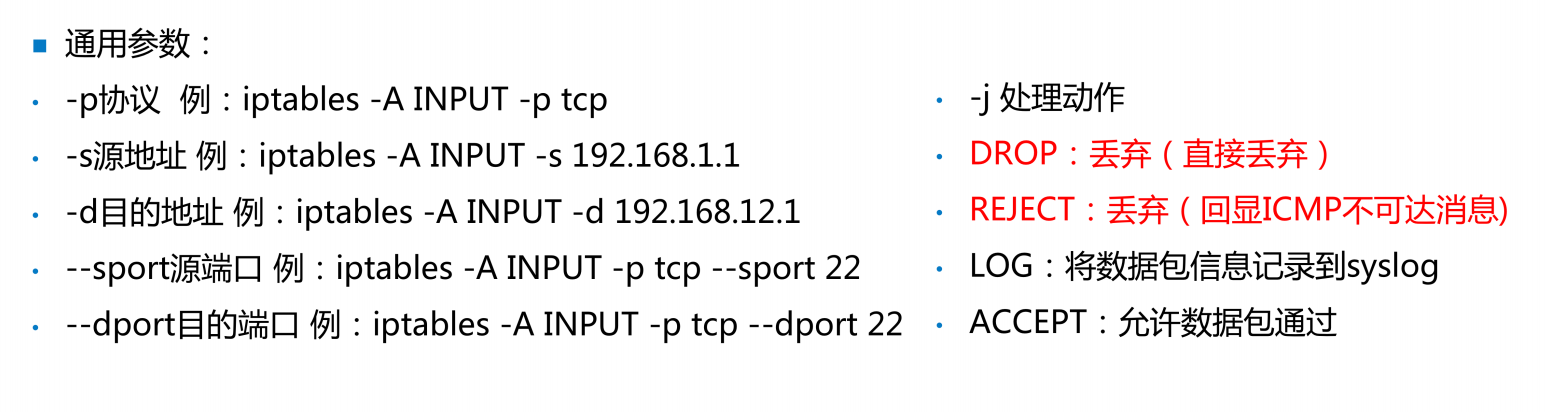 ■ 通用参数：
• -p协议 例：iptables -A INPUT -p tcp
• -s源地址 例：iptables -A INPUT -s 192.168.1.1
• -d目的地址 例：iptables -A INPUT -d 192.168.12.1
• --sport源端口 例：iptables -A INPUT -p tcp --sport 22
• --dport目的端口 例：iptables -A INPUT -p tcp --dport 22
• -j 处理动作
• DROP：丢弃（直接丢弃）
• REJECT：丢弃（回显ICMP不可达消息)
• LOG：将数据包信息记录到syslog
• ACCEPT：允许数据包通过